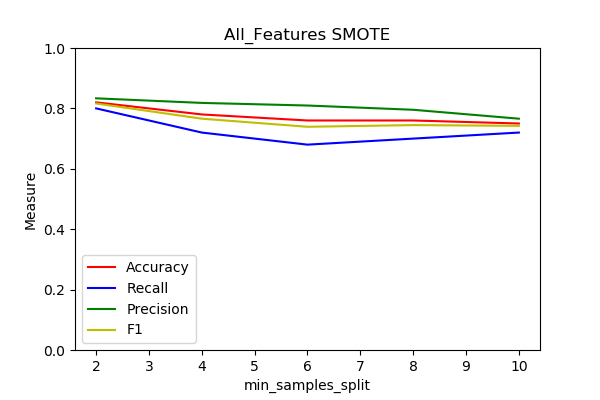 All_Features SMOTE
1.0
0.8
0.6
0.4
0.2
0.0
Measure
Accuracy
Recall
Precision
F1
2 3 4 5 6 7 8 9 10
min_samples_split